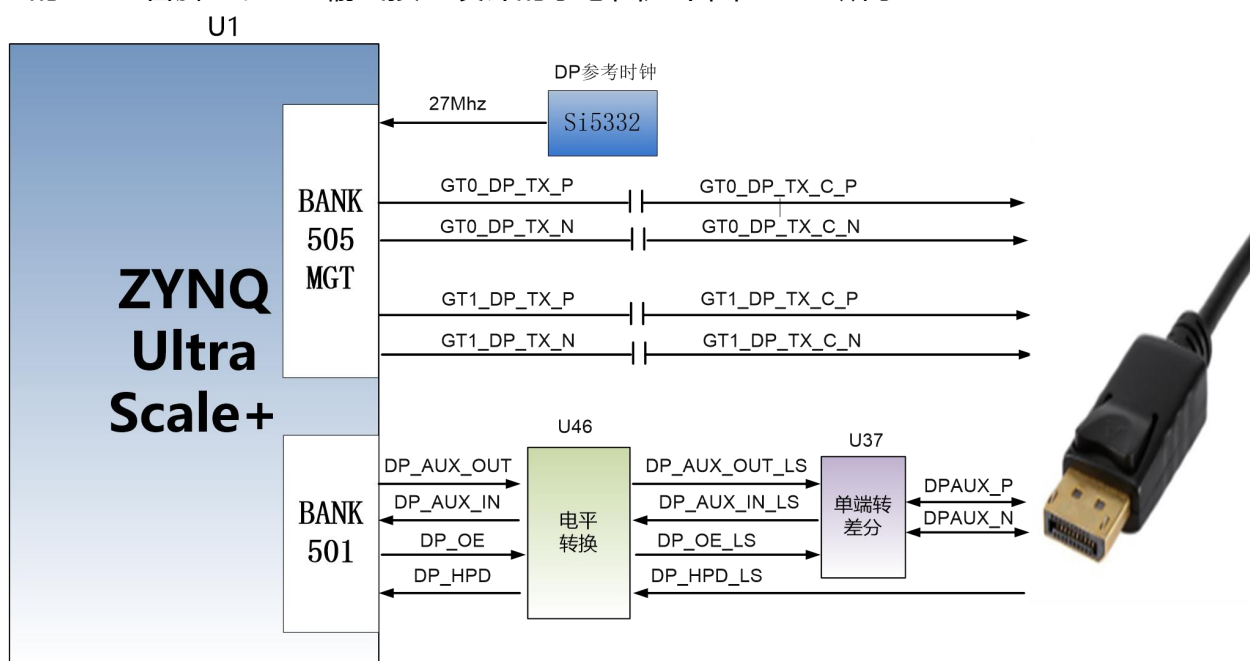 U1
DP参考时钟
27Mhz
Si5332
GT0_DP_TX_P
GT0_DP_TX_C_P
BANK
505
MGT
GT0_DP_TX_N
GT0_DP_TX_C_N
ZYNQ
Ultra
Scale+
GT1_DP_TX_P
GT1_DP_TX_C_P
GT1_DP_TX_N
GT1_DP_TX_C_N
U46
U37
BANK
501
DP_AUX_OUT
DP_AUX_OUT_LS
DP_AUX_IN
DP_AUX_IN_LS
DP_OE
DP_OE_LS
DP_HPD
DP_HPD_LS
电平
转换
单端转
差分
DPAUX_P
DPAUX_N